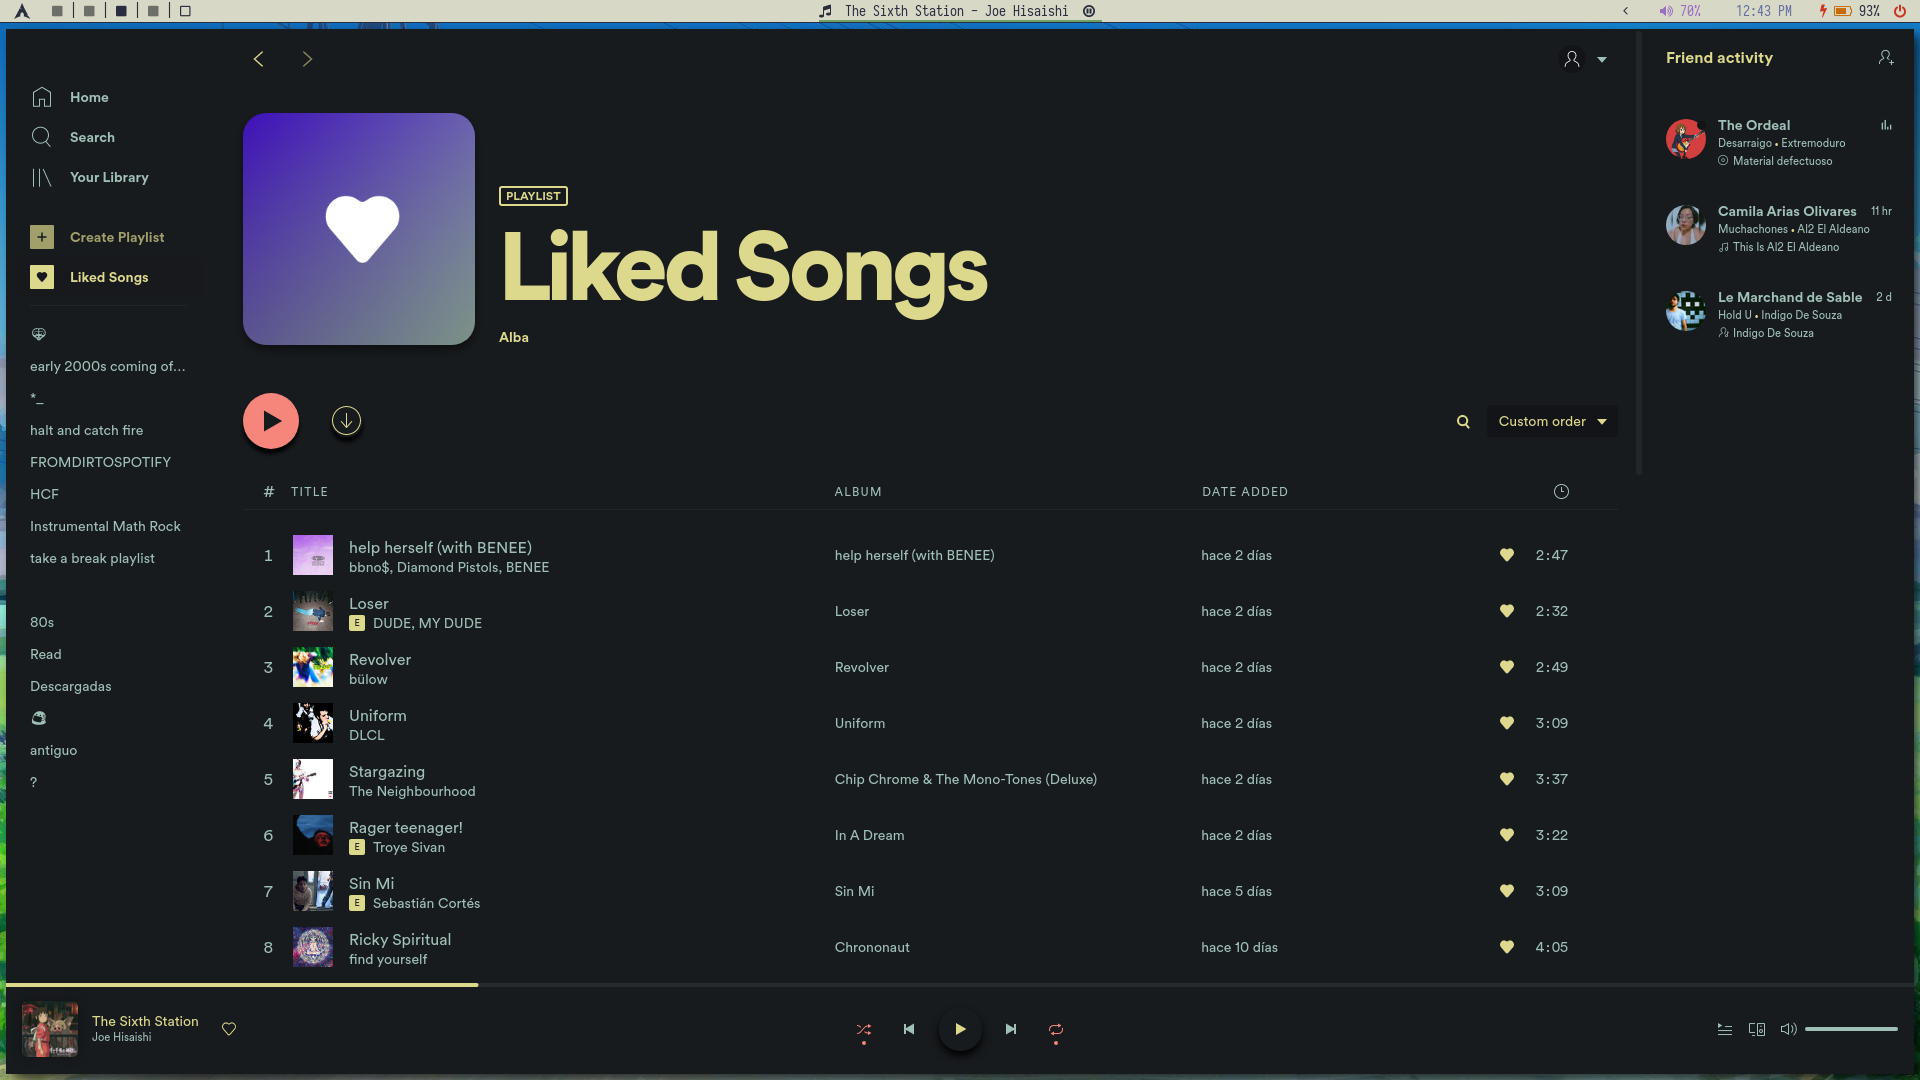 The Sixth Station - Joe Hisaishi
70%
12:43 PM
93%
Home
Search
Your Library
Create Playlist
Liked Songs
early 2000s coming of...
*_
halt and catch fire
FROMDIRTOSPOTIFY
HCF
Instrumental Math Rock
take a break playlist
80s
Read
Descargadas
antiguo
?
PLAYLIST
Liked Songs
Alba
Custom order
# TITLE ALBUM DATE ADDED
1 help herself (with BENEE) help herself (with BENEE) hace 2 días 2:47
bbno$, Diamond Pistols, BENEE
2 Loser Loser hace 2 días 2:32
E DUDE, MY DUDE
3 Revolver Revolver hace 2 días 2:49
bülow
4 Uniform Uniform hace 2 días 3:09
DLCL
5 Stargazing Chip Chrome & The Mono-Tones (Deluxe) hace 2 días 3:37
The Neighbourhood
6 Rager teenager! In A Dream hace 2 días 3:22
E Troye Sivan
7 Sin Mi Sin Mi hace 5 días 3:09
E Sebastián Cortés
8 Ricky Spiritual Chrononaut hace 10 días 4:05
find yourself
Friend activity
The Ordeal
Desarraigo • Extremoduro
Material defectuoso
Camila Arias Olivares 11 hr
Muchachones • Al2 El Aldeano
This Is Al2 El Aldeano
Le Marchand de Sable 2 d
Hold U • Indigo De Souza
Indigo De Souza
The Sixth Station
Joe Hisaishi